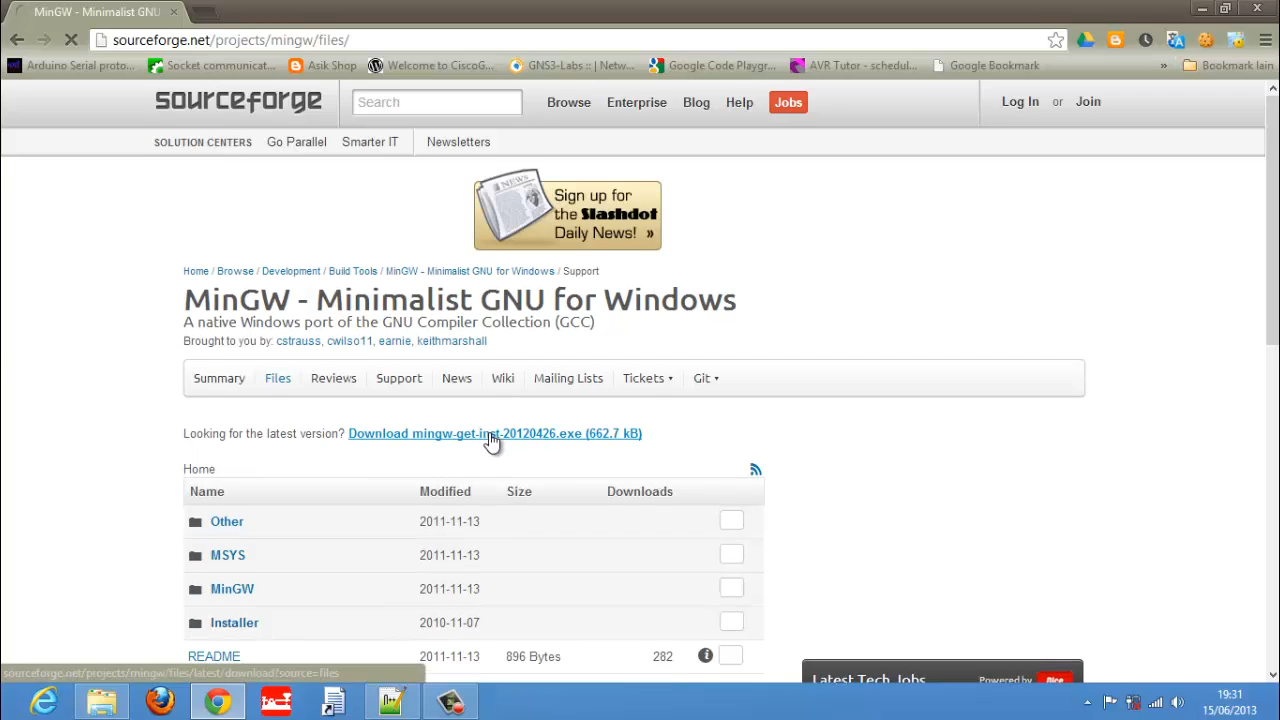 MinGW - Minimalist GNU
sourceforge.net/projects/mingw/files/
Arduino Serial proto... Socket communicat... Asik Shop Welcome to CiscoG... GNS3-Labs :: | Netw... Google Code Playgr... AVR Tutor - schedul... Google Bookmark » Bookmark lain
sourceforge Search Browse Enterprise Blog Help Jobs Log In or Join
SOLUTION CENTERS Go Parallel Smarter IT Newsletters
NEWS
Sign up for
the Slashdot
Daily News! »
Home / Browse / Development / Build Tools / MinGW - Minimalist GNU for Windows / Support
MinGW - Minimalist GNU for Windows
A native Windows port of the GNU Compiler Collection (GCC)
Brought to you by: cstrauss, cwilso11, earnie, keithmarshall
Summary Files Reviews Support News Wiki Mailing Lists Tickets Git
Looking for the latest version? Download mingw-get-inst-20120426.exe (662.7 kB)
Home
Name Modified Size Downloads
Other 2011-11-13
MSYS 2011-11-13
MinGW 2011-11-13
Installer 2010-11-07
README 2011-11-13 896 Bytes 282
sourceforge.net/projects/mingw/files/latest/download?source=files
Latest Tech Jobs Powered by Dice
19:31
15/06/2013